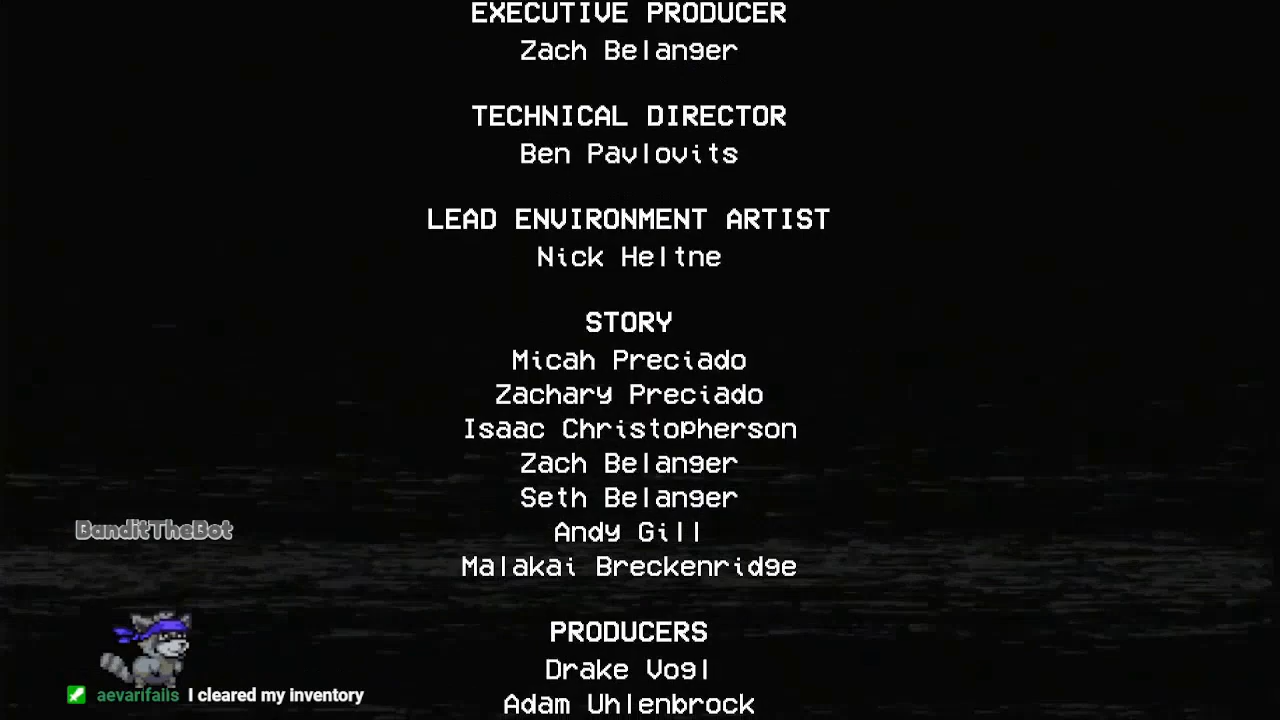 EXECUTIVE PRODUCER
Zach Belanger
TECHNICAL DIRECTOR
Ben Pavlovits
LEAD ENVIRONMENT ARTIST
Nick Heltne
STORY
Micah Preciado
Zachary Preciado
Isaac Christopherson
Zach Belanger
Seth Belanger
Andy Gill
Malakai Breckenridge
PRODUCERS
Drake Vogl
Adam Uhlenbrock
BanditTheBot
aevarifails I cleared my inventory